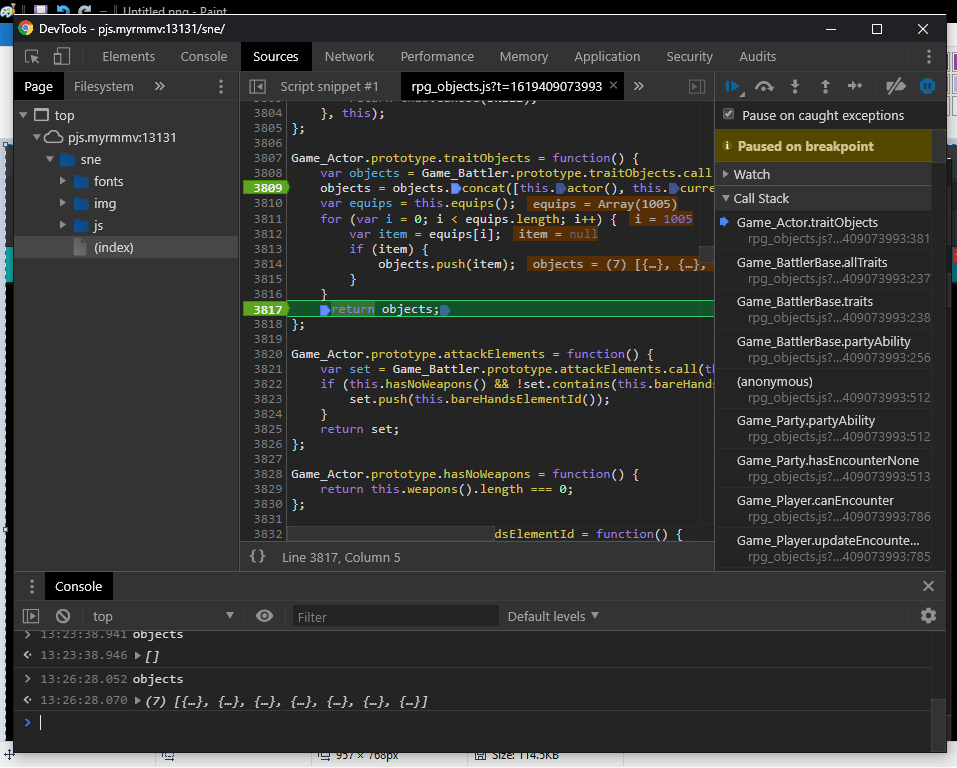 Untitled.png - Paint
DevTools - pjs.myrmmv:13131/sne/
Elements Console Sources Network Performance Memory Application Security Audits
Page Filesystem » Script snippet #1 rpg_objects.js?t=1619409073993 × »
top
pjs.myrmmv:13131
sne
fonts
img
js
(index)
3804 }, this);
3805 };
3806
3807 Game_Actor.prototype.traitObjects = function() {
3808 var objects = Game_Battler.prototype.traitObjects.call
3809 objects = objects.concat([this.actor(), this.curre
3810 var equips = this.equips(); equips = Array(1005)
3811 for (var i = 0; i < equips.length; i++) { i = 1005
3812 var item = equips[i]; item = null
3813 if (item) {
3814 objects.push(item); objects = (7) [{…}, {…},
3815 }
3816 }
3817 return objects;
3818 };
3819
3820 Game_Actor.prototype.attackElements = function() {
3821 var set = Game_Battler.prototype.attackElements.call(t
3822 if (this.hasNoWeapons() && !set.contains(this.bareHands
3823 set.push(this.bareHandsElementId());
3824 }
3825 return set;
3826 };
3827
3828 Game_Actor.prototype.hasNoWeapons = function() {
3829 return this.weapons().length === 0;
3830 };
3831
3832 dsElementId = function() {
{} Line 3817, Column 5
Pause on caught exceptions
Paused on breakpoint
Watch
Call Stack
Game_Actor.traitObjects
rpg_objects.js?…409073993:381
Game_BattlerBase.allTraits
rpg_objects.js?…409073993:237
Game_BattlerBase.traits
rpg_objects.js?…409073993:238
Game_BattlerBase.partyAbility
rpg_objects.js?…409073993:256
(anonymous)
rpg_objects.js?…409073993:512
Game_Party.partyAbility
rpg_objects.js?…409073993:512
Game_Party.hasEncounterNone
rpg_objects.js?…409073993:513
Game_Player.canEncounter
rpg_objects.js?…409073993:786
Game_Player.updateEncounte…
rpg_objects.js?…409073993:785
Console
top Filter Default levels
13:23:38.941 objects
13:23:38.946 []
13:26:28.052 objects
13:26:28.070 (7) [{…}, {…}, {…}, {…}, {…}, {…}, {…}]
957 × 768px Size: 114.5KB